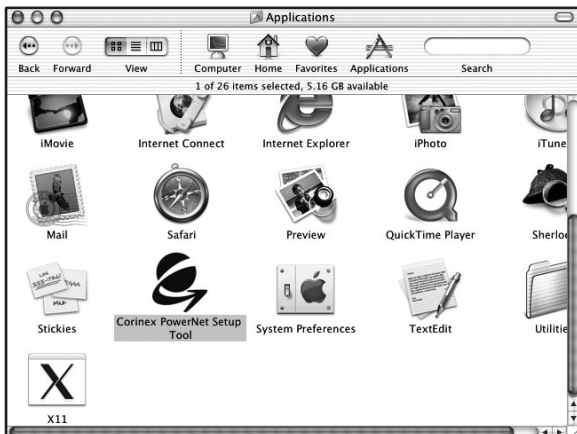 Applications
Back Forward View Computer Home Favorites Applications Search
1 of 26 items selected, 5.16 GB available
iMovie Internet Connect Internet Explorer iPhoto iTune
Mail Safari Preview QuickTime Player Sherloc
Stickies Corinex PowerNet Setup Tool System Preferences TextEdit Utilitie
X11